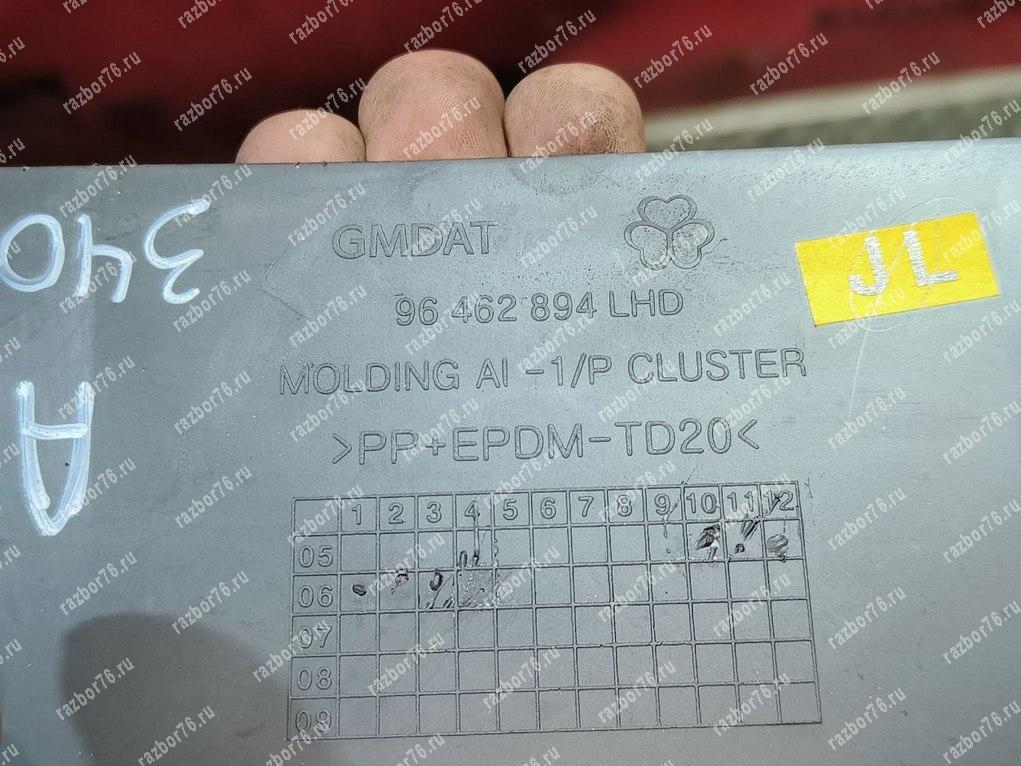 GMDAT
JL
340
96 462 894 LHD
MOLDING AI -1/P CLUSTER
A
>PP+EPDM-TD20<
1 2 3 4 5 6 7 8 9 10 11 12
05
06
07
08
09
razor76.ru